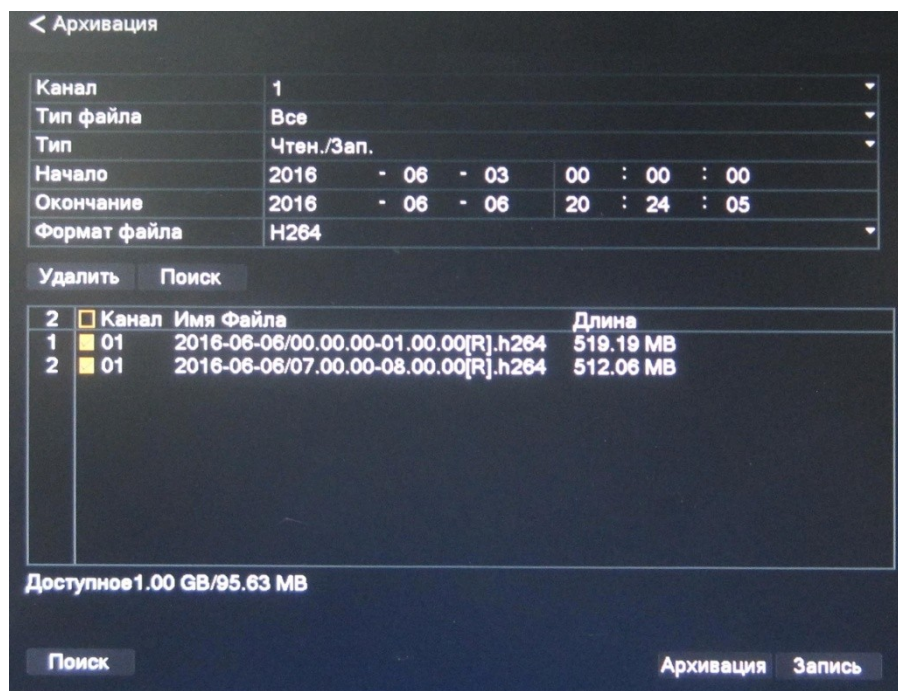 < Архивация
Канал 1
Тип файла Все
Тип Чтен./Зап.
Начало 2016 - 06 - 03 00 : 00 : 00
Окончание 2016 - 06 - 06 20 : 24 : 05
Формат файла H264
Удалить Поиск
2 Канал Имя Файла Длина
1 01 2016-06-06/00.00.00-01.00.00[R].h264 519.19 MB
2 01 2016-06-06/07.00.00-08.00.00[R].h264 512.06 MB
Доступное1.00 GB/95.63 MB
Поиск Архивация Запись